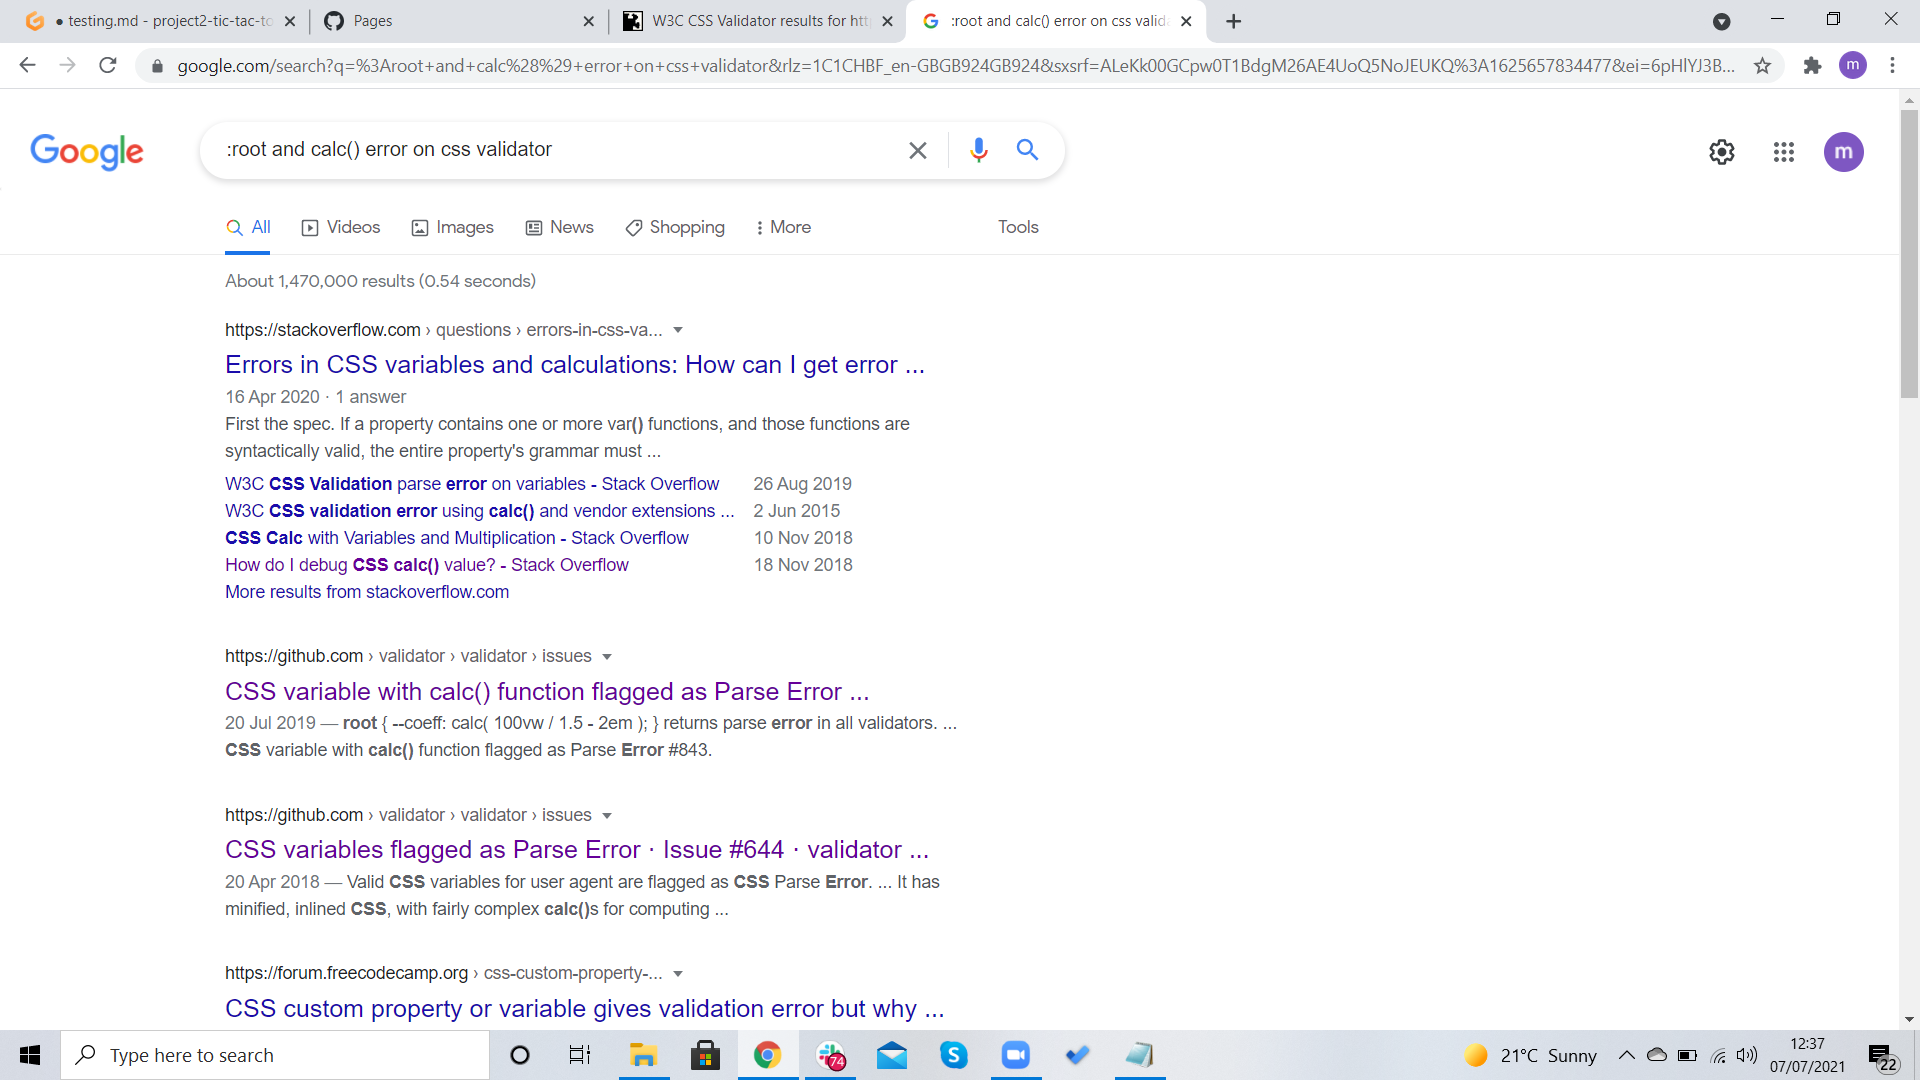 ● testing.md - project2-tic-tac-to
Pages
W3C CSS Validator results for htt
:root and calc() error on css valida
google.com/search?q=%3Aroot+and+calc%28%29+error+on+css+validator&rlz=1C1CHBF_en-GBGB924GB924&sxsrf=ALeKk00GCpw0T1BdgM26AE4UoQ5NoJEUKQ%3A1625657834477&ei=6pHlYJ3B...
m
Google
:root and calc() error on css validator
m
All
Videos
Images
News
Shopping
More
Tools
About 1,470,000 results (0.54 seconds)
https://stackoverflow.com › questions › errors-in-css-va...
Errors in CSS variables and calculations: How can I get error ...
16 Apr 2020 · 1 answer
First the spec. If a property contains one or more var() functions, and those functions are
syntactically valid, the entire property's grammar must ...
W3C CSS Validation parse error on variables - Stack Overflow 26 Aug 2019
W3C CSS validation error using calc() and vendor extensions ... 2 Jun 2015
CSS Calc with Variables and Multiplication - Stack Overflow 10 Nov 2018
How do I debug CSS calc() value? - Stack Overflow 18 Nov 2018
More results from stackoverflow.com
https://github.com › validator › validator › issues
CSS variable with calc() function flagged as Parse Error ...
20 Jul 2019 — root { --coeff: calc( 100vw / 1.5 - 2em ); } returns parse error in all validators. ...
CSS variable with calc() function flagged as Parse Error #843.
https://github.com › validator › validator › issues
CSS variables flagged as Parse Error · Issue #644 · validator ...
20 Apr 2018 — Valid CSS variables for user agent are flagged as CSS Parse Error. ... It has
minified, inlined CSS, with fairly complex calc()s for computing ...
https://forum.freecodecamp.org › css-custom-property-...
CSS custom property or variable gives validation error but why ...
Type here to search
74
21°C Sunny
12:37
07/07/2021
22